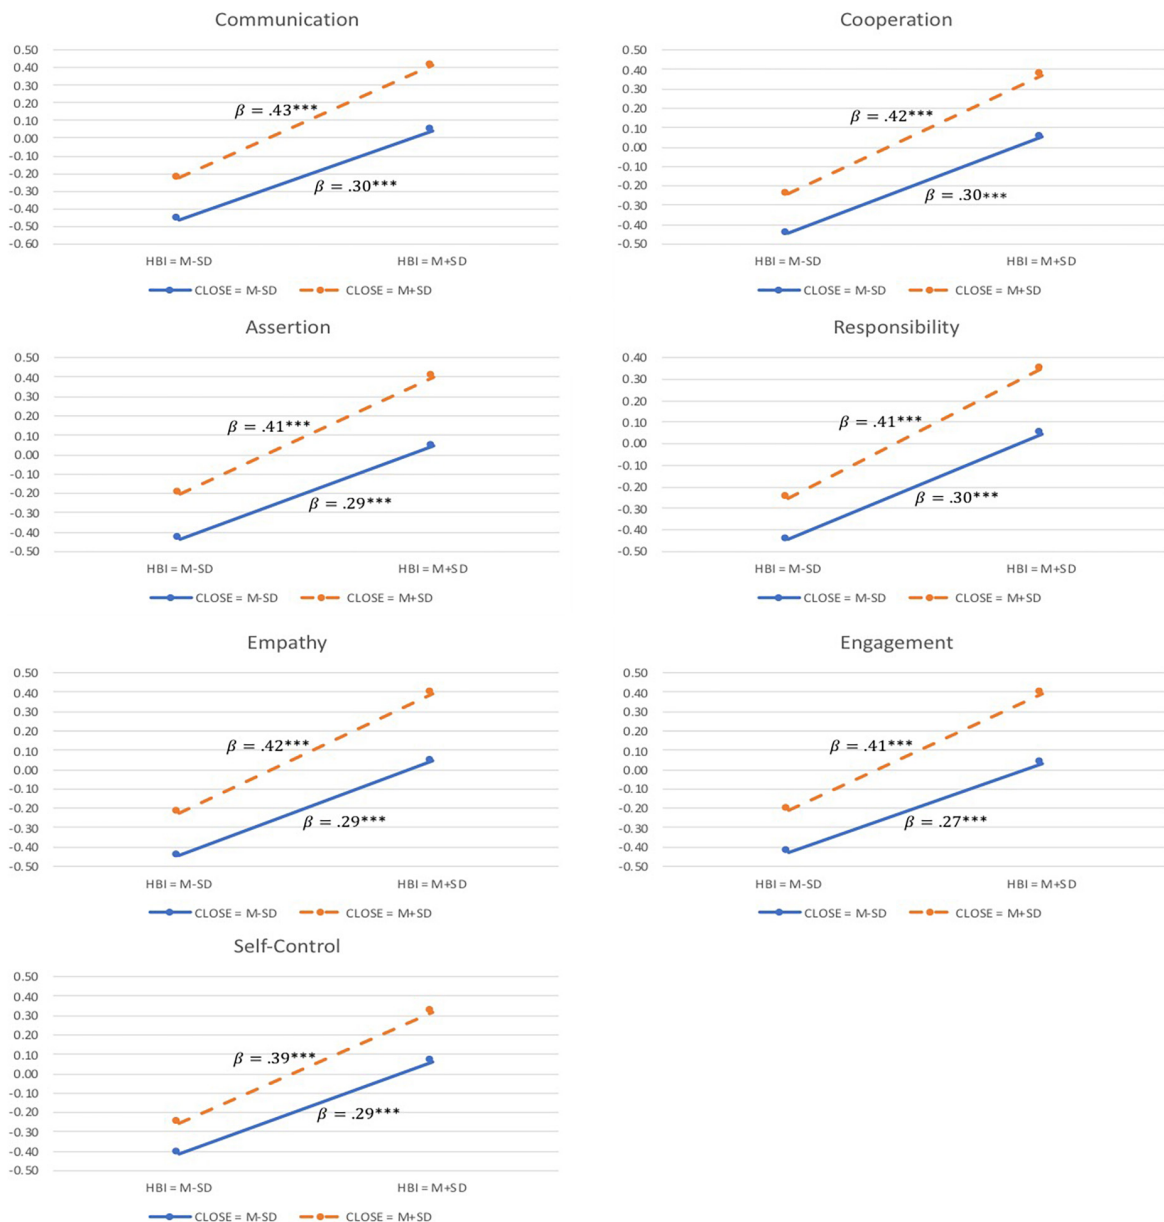 Communication
0.50
0.40
0.30
0.20
0.10
0.00
-0.10
-0.20
-0.30
-0.40
-0.50
-0.60
β = .43***
β = .30***
HBI = M-SD HBI = M+SD
CLOSE = M-SD CLOSE = M+SD
Cooperation
0.50
0.40
0.30
0.20
0.10
0.00
-0.10
-0.20
-0.30
-0.40
-0.50
β = .42***
β = .30***
HBI = M-SD HBI = M+SD
CLOSE = M-SD CLOSE = M+SD
Assertion
0.50
0.40
0.30
0.20
0.10
0.00
-0.10
-0.20
-0.30
-0.40
-0.50
β = .41***
β = .29***
HBI = M-SD HBI = M+SD
CLOSE = M-SD CLOSE = M+SD
Responsibility
0.40
0.30
0.20
0.10
0.00
-0.10
-0.20
-0.30
-0.40
-0.50
β = .41***
β = .30***
HBI = M-SD HBI = M+SD
CLOSE = M-SD CLOSE = M+SD
Empathy
0.50
0.40
0.30
0.20
0.10
0.00
-0.10
-0.20
-0.30
-0.40
-0.50
β = .42***
β = .29***
HBI = M-SD HBI = M+SD
CLOSE = M-SD CLOSE = M+SD
Engagement
0.50
0.40
0.30
0.20
0.10
0.00
-0.10
-0.20
-0.30
-0.40
-0.50
β = .41***
β = .27***
HBI = M-SD HBI = M+SD
CLOSE = M-SD CLOSE = M+SD
Self-Control
0.50
0.40
0.30
0.20
0.10
0.00
-0.10
-0.20
-0.30
-0.40
-0.50
β = .39***
β = .29***
HBI = M-SD HBI = M+SD
CLOSE = M-SD CLOSE = M+SD